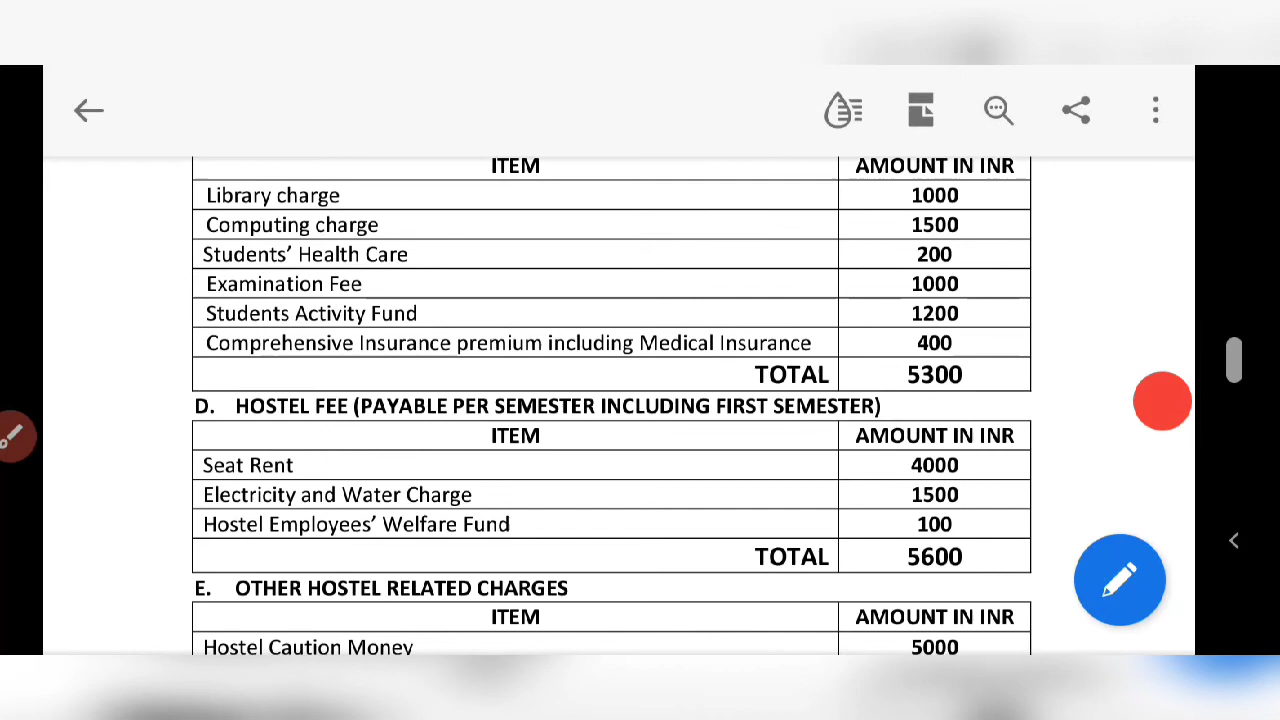 ITEM AMOUNT IN INR
Library charge 1000
Computing charge 1500
Students' Health Care 200
Examination Fee 1000
Students Activity Fund 1200
Comprehensive Insurance premium including Medical Insurance 400
TOTAL 5300
D. HOSTEL FEE (PAYABLE PER SEMESTER INCLUDING FIRST SEMESTER)
ITEM AMOUNT IN INR
Seat Rent 4000
Electricity and Water Charge 1500
Hostel Employees' Welfare Fund 100
TOTAL 5600
E. OTHER HOSTEL RELATED CHARGES
ITEM AMOUNT IN INR
Hostel Caution Money 5000